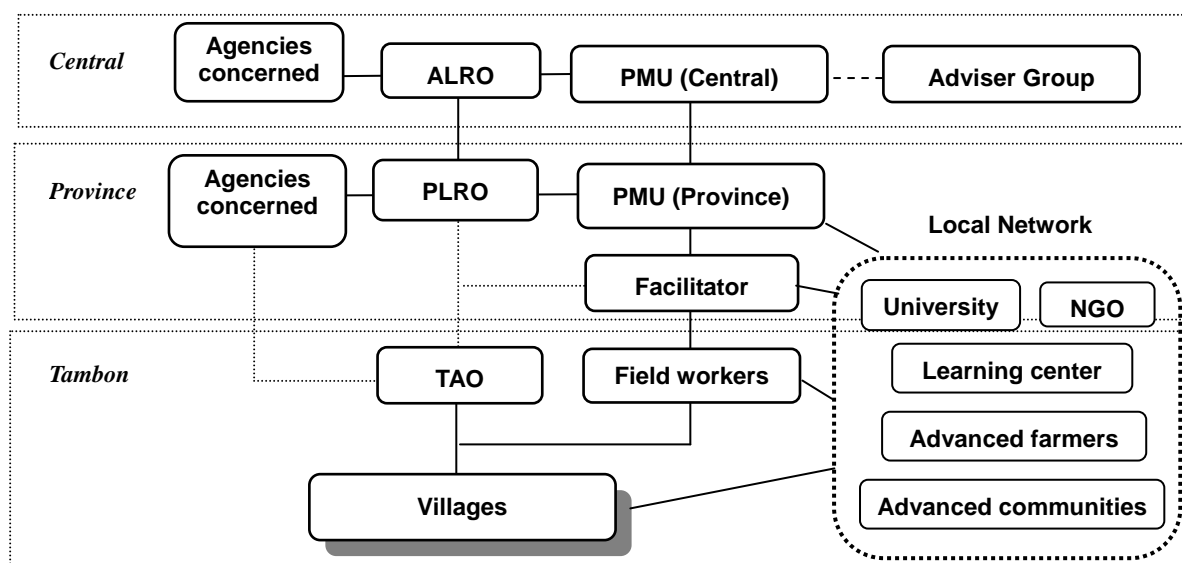 Central
Agencies
concerned
ALRO
PMU (Central)
Adviser Group
Province
Agencies
concerned
PLRO
PMU (Province)
Local Network
Facilitator
University
NGO
Tambon
TAO
Field workers
Learning center
Advanced farmers
Villages
Advanced communities